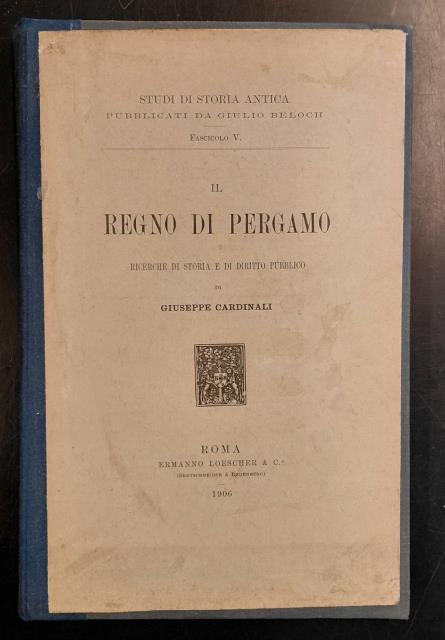 STUDI DI STORIA ANTICA
PUBBLICATI DA GIULIO BELOCH
FASCICOLO V.
IL
REGNO DI PERGAMO
RICERCHE DI STORIA E DI DIRITTO PUBBLICO
DI
GIUSEPPE CARDINALI
ROMA
ERMANNO LOESCHER & C.º
(BRETSCHNEIDER & REGENBERG)
1906